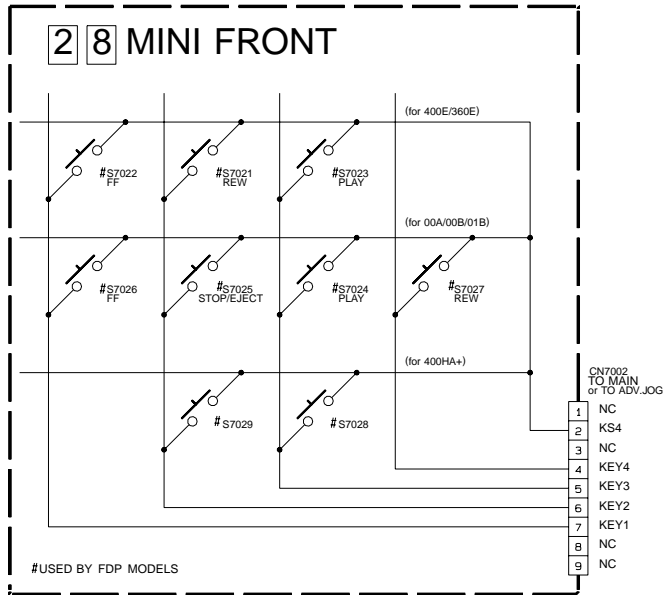 2 8 MINI FRONT
(for 400E/360E)
#S7022
FF
#S7021
REW
#S7023
PLAY
(for 00A/00B/01B)
#S7026
FF
#S7025
STOP/EJECT
#S7024
PLAY
#S7027
REW
(for 400HA+)
#S7029
#S7028
CN7002
TO MAIN
or TO ADV.JOG
1 NC
2 KS4
3 NC
4 KEY4
5 KEY3
6 KEY2
7 KEY1
8 NC
9 NC
#USED BY FDP MODELS